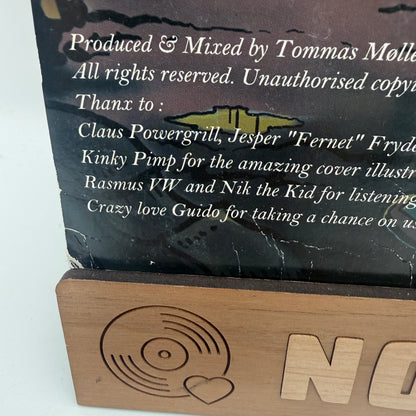 Produced & Mixed by Tommas Mølle
All rights reserved. Unauthorised copyi
Thanx to :
Claus Powergrill, Jesper "Fernet" Fryde
Kinky Pimp for the amazing cover illustr
Rasmus VW and Nik the Kid for listening
Crazy love Guido for taking a chance on us
NO